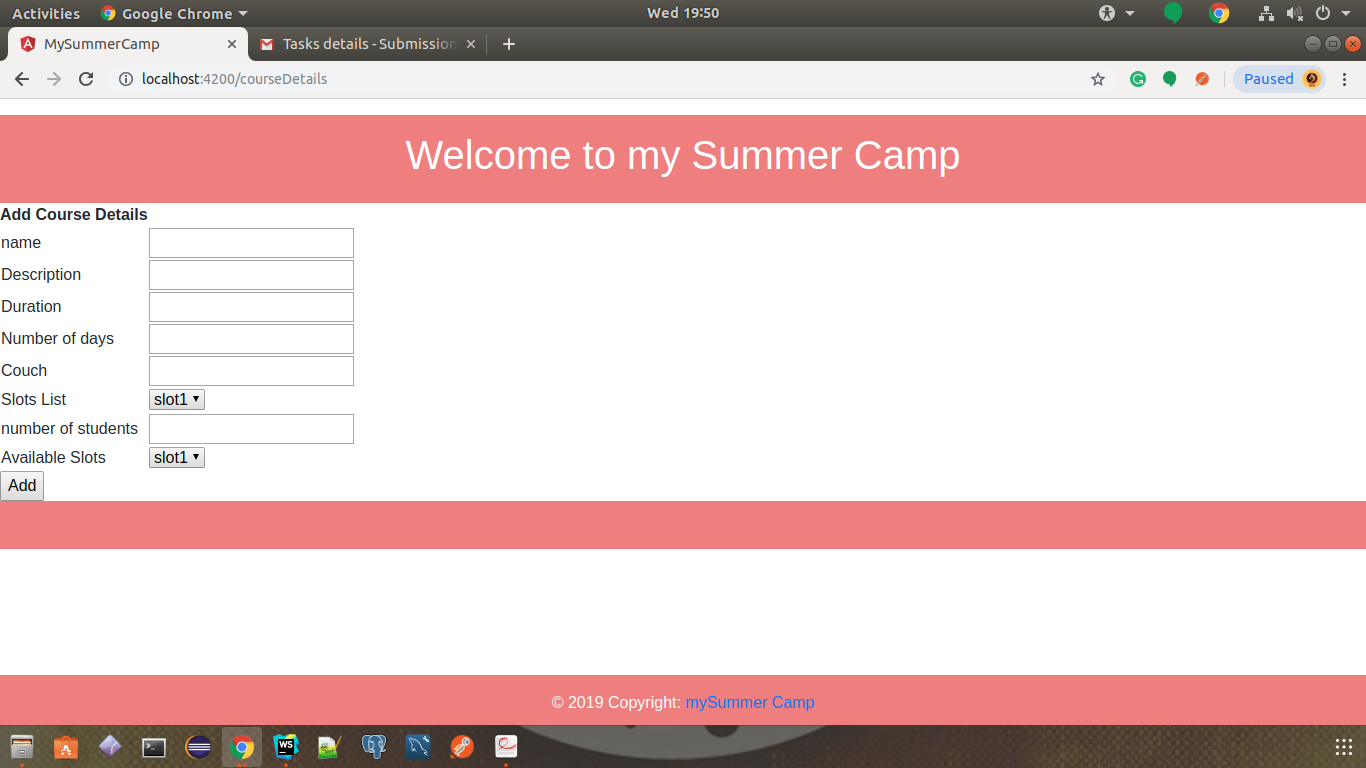 Activities Google Chrome Wed 19:50
MySummerCamp Tasks details - Submission
localhost:4200/courseDetails Paused
Welcome to my Summer Camp
Add Course Details
name
Description
Duration
Number of days
Couch
Slots List slot1
number of students
Available Slots slot1
Add
© 2019 Copyright: mySummer Camp
WS